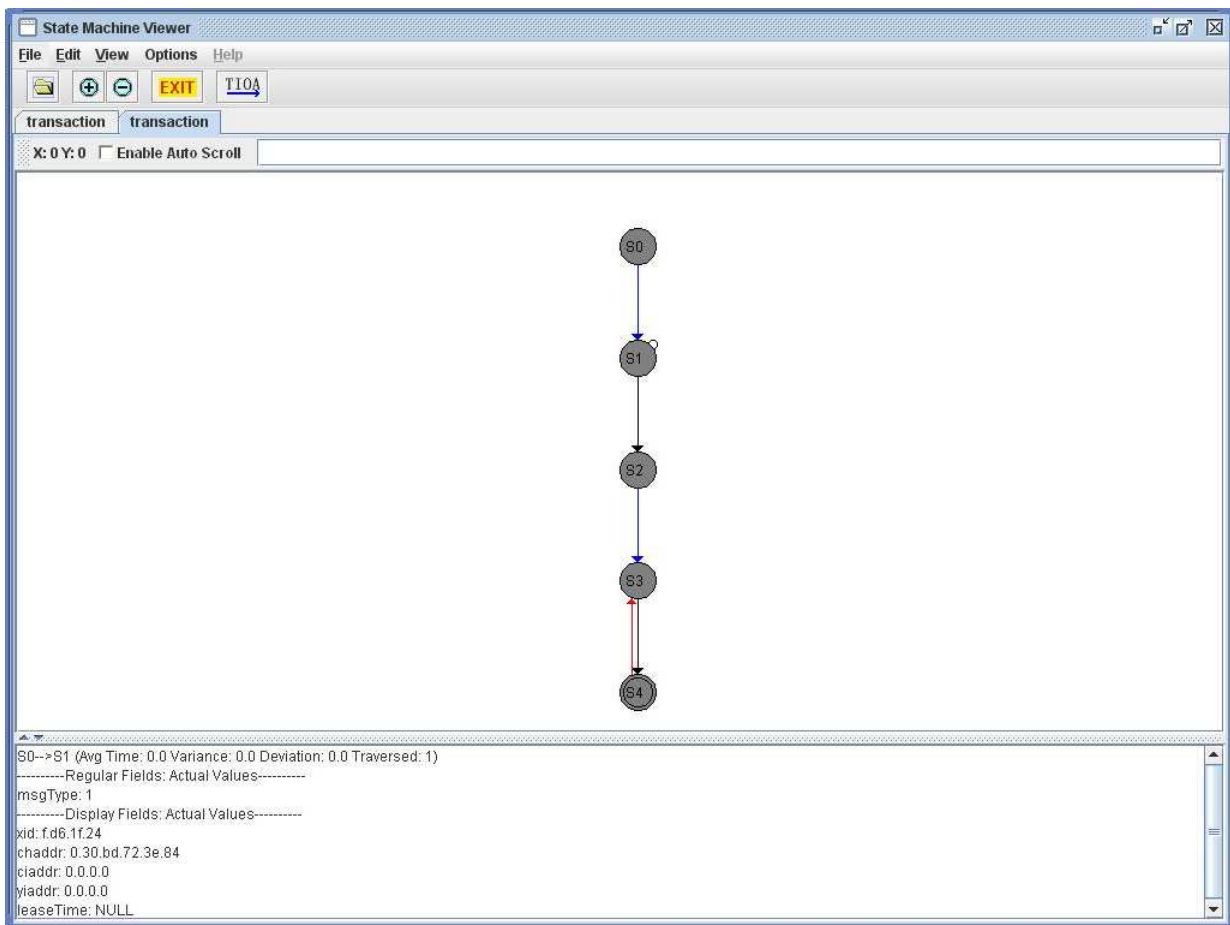 State Machine Viewer
File Edit View Options Help
EXIT TIOA
transaction transaction
X: 0 Y: 0 Enable Auto Scroll
S0
S1
S2
S3
S4
S0-->S1 (Avg Time: 0.0 Variance: 0.0 Deviation: 0.0 Traversed: 1)
----------Regular Fields: Actual Values----------
msgType: 1
----------Display Fields: Actual Values----------
xid: f.d6.1f.24
chaddr: 0.30.bd.72.3e.84
ciaddr: 0.0.0.0
yiaddr: 0.0.0.0
leaseTime: NULL